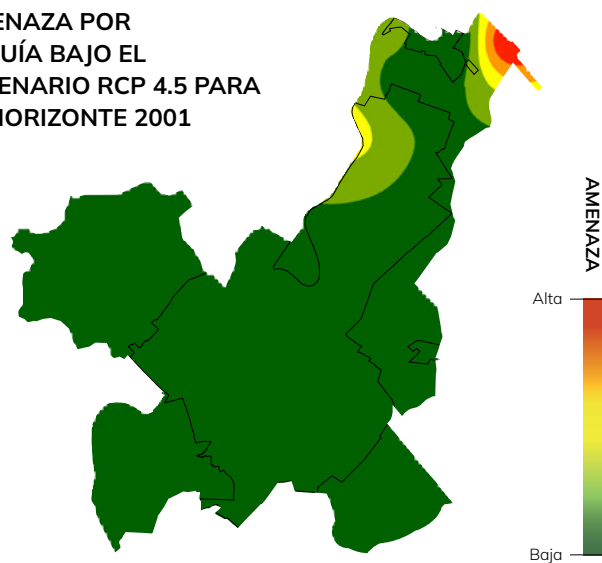 ENAZA POR
UÍA BAJO EL
ENARIO RCP 4.5 PARA
HORIZONTE 2001
AMENAZA
Alta
Baja